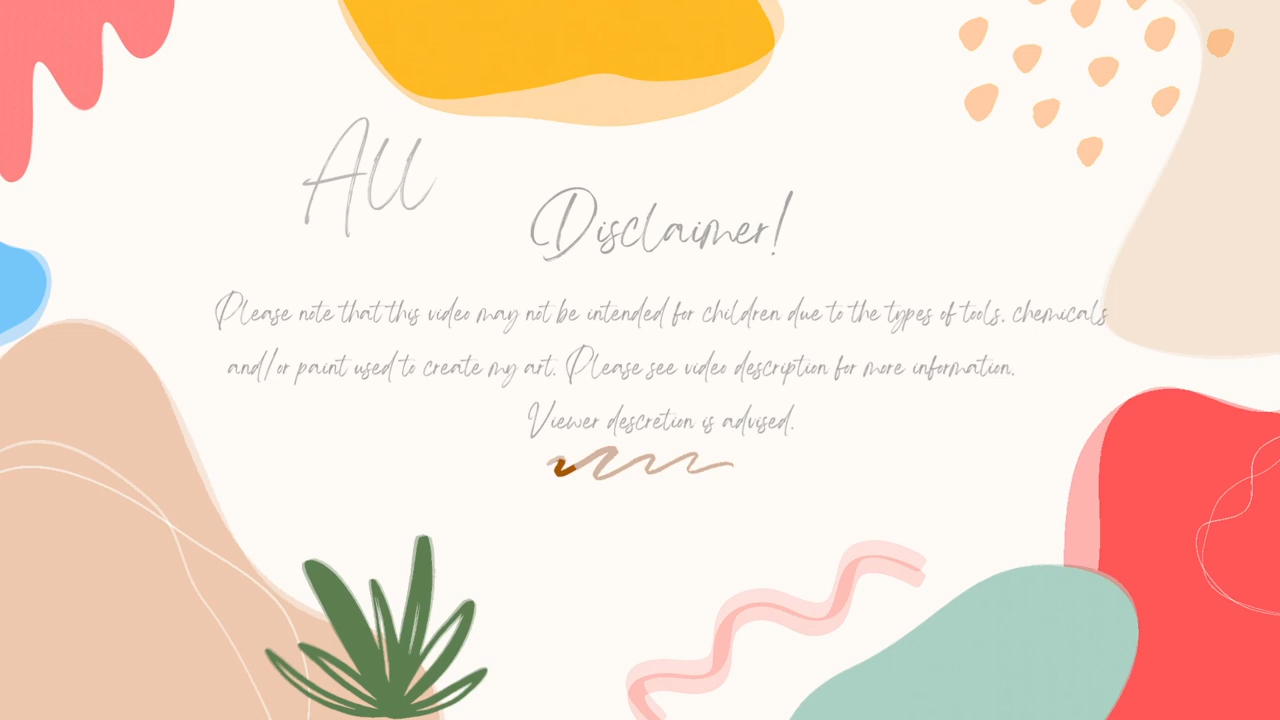 All
Disclaimer!
Please note that this video may not be intended for children due to the types of tools, chemicals
and/or paint used to create my art. Please see video description for more information.
Viewer descretion is advised.